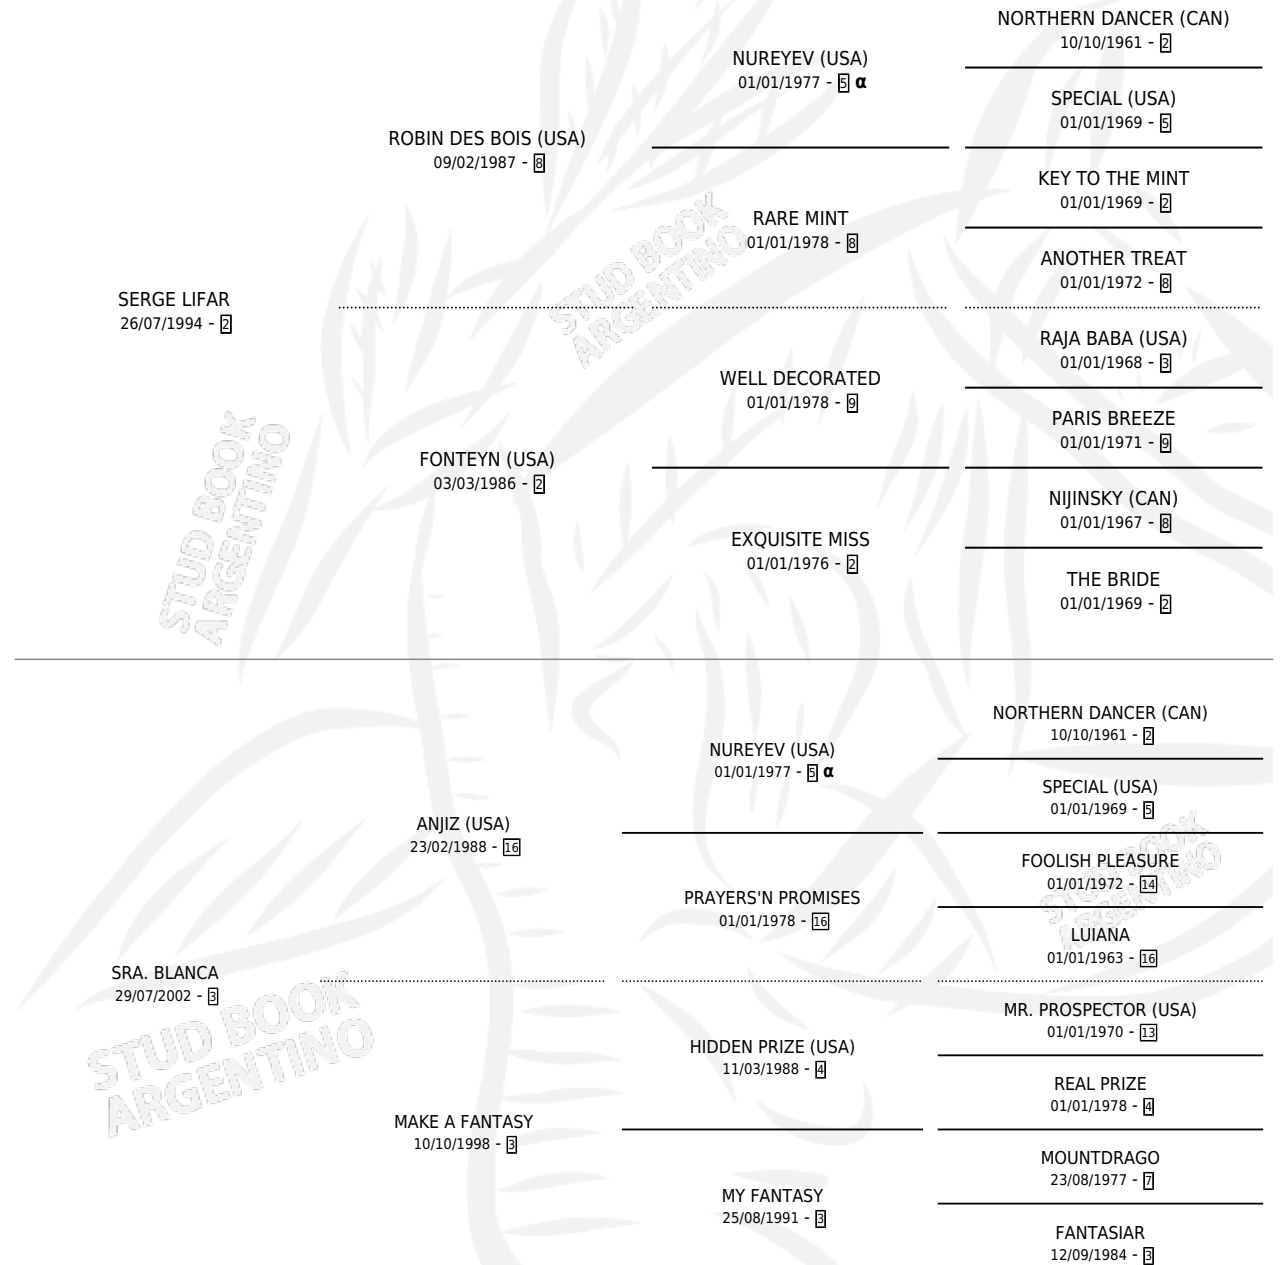 NORTHERN DANCER (CAN)
10/10/1961 - 2
NUREYEV (USA)
01/01/1977 - 5 α
SPECIAL (USA)
01/01/1969 - 5
ROBIN DES BOIS (USA)
09/02/1987 - 8
KEY TO THE MINT
01/01/1969 - 2
RARE MINT
01/01/1978 - 8
ANOTHER TREAT
01/01/1972 - 8
STUD BOOK
ARGENTINO
SERGE LIFAR
26/07/1994 - 2
RAJA BABA (USA)
01/01/1968 - 3
WELL DECORATED
01/01/1978 - 9
PARIS BREEZE
01/01/1971 - 9
FONTEYN (USA)
03/03/1986 - 2
NIJINSKY (CAN)
01/01/1967 - 8
EXQUISITE MISS
01/01/1976 - 2
THE BRIDE
01/01/1969 - 2
STUD BOOK
ARGENTINO
NORTHERN DANCER (CAN)
10/10/1961 - 2
NUREYEV (USA)
01/01/1977 - 5 α
SPECIAL (USA)
01/01/1969 - 5
ANJIZ (USA)
23/02/1988 - 16
FOOLISH PLEASURE
01/01/1972 - 14
PRAYERS'N PROMISES
01/01/1978 - 16
LUIANA
01/01/1963 - 16
STUD BOOK
ARGENTINO
SRA. BLANCA
29/07/2002 - 3
MR. PROSPECTOR (USA)
01/01/1970 - 13
HIDDEN PRIZE (USA)
11/03/1988 - 4
REAL PRIZE
01/01/1978 - 4
STUD BOOK
ARGENTINO
MAKE A FANTASY
10/10/1998 - 3
MOUNTDRAGO
23/08/1977 - 7
MY FANTASY
25/08/1991 - 3
FANTASIAR
12/09/1984 - 3